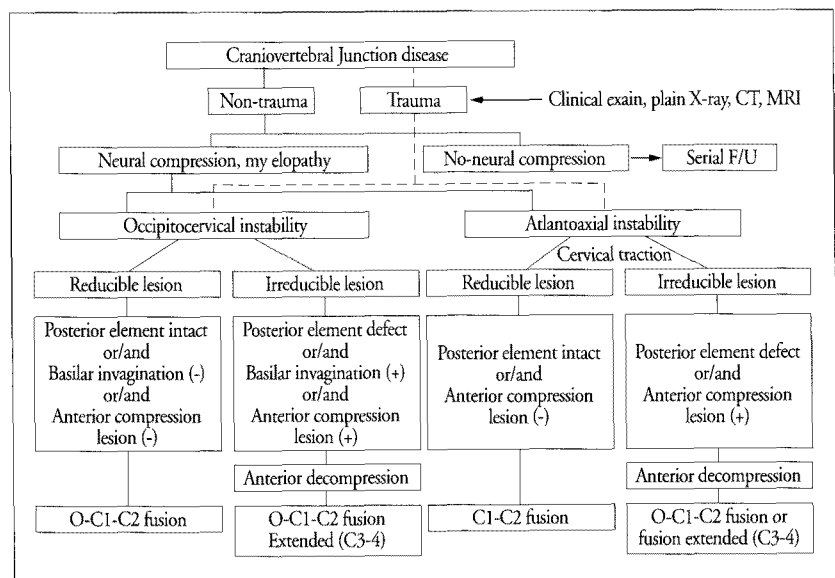 Craniovertebral Junction disease
Non-trauma
Trauma
Clinical exain, plain X-ray, CT, MRI
Neural compression, my elopathy
No-neural compression
Serial F/U
Occipitocervical instability
Atlantoaxial instability
Cervical traction
Reducible lesion
Irreducible lesion
Reducible lesion
Irreducible lesion
Posterior element intact
or/and
Basilar invagination (-)
or/and
Anterior compression
lesion (-)
Posterior element defect
or/and
Basilar invagination (+)
or/and
Anterior compression
lesion (+)
Posterior element intact
or/and
Anterior compression
lesion (-)
Posterior element defect
or/and
Anterior compression
lesion (+)
Anterior decompression
Anterior decompression
O-C1-C2 fusion
O-C1-C2 fusion
Extended (C3-4)
C1-C2 fusion
O-C1-C2 fusion or
fusion extended (C3-4)